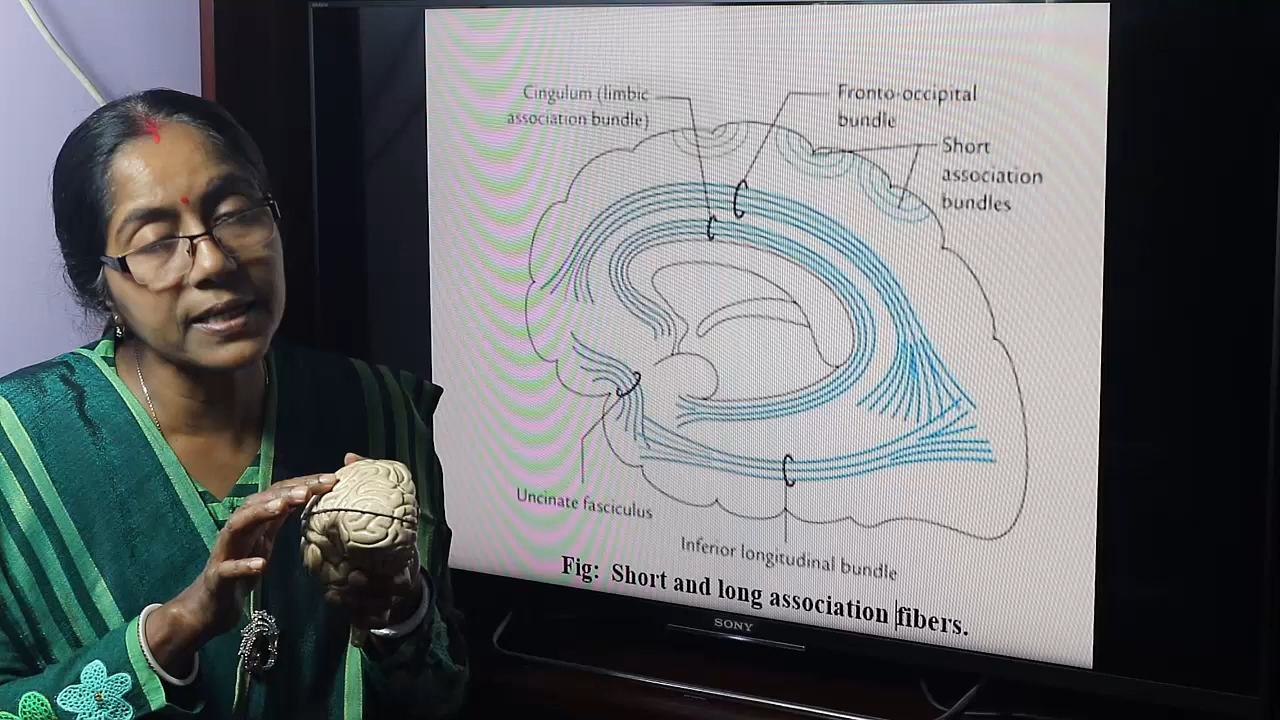 Cingulum (limbic
association bundle)
Fronto-occipital
bundle
Short
association
bundles
Uncinate fasciculus
Inferior longitudinal bundle
Fig: Short and long association fibers.
SONY